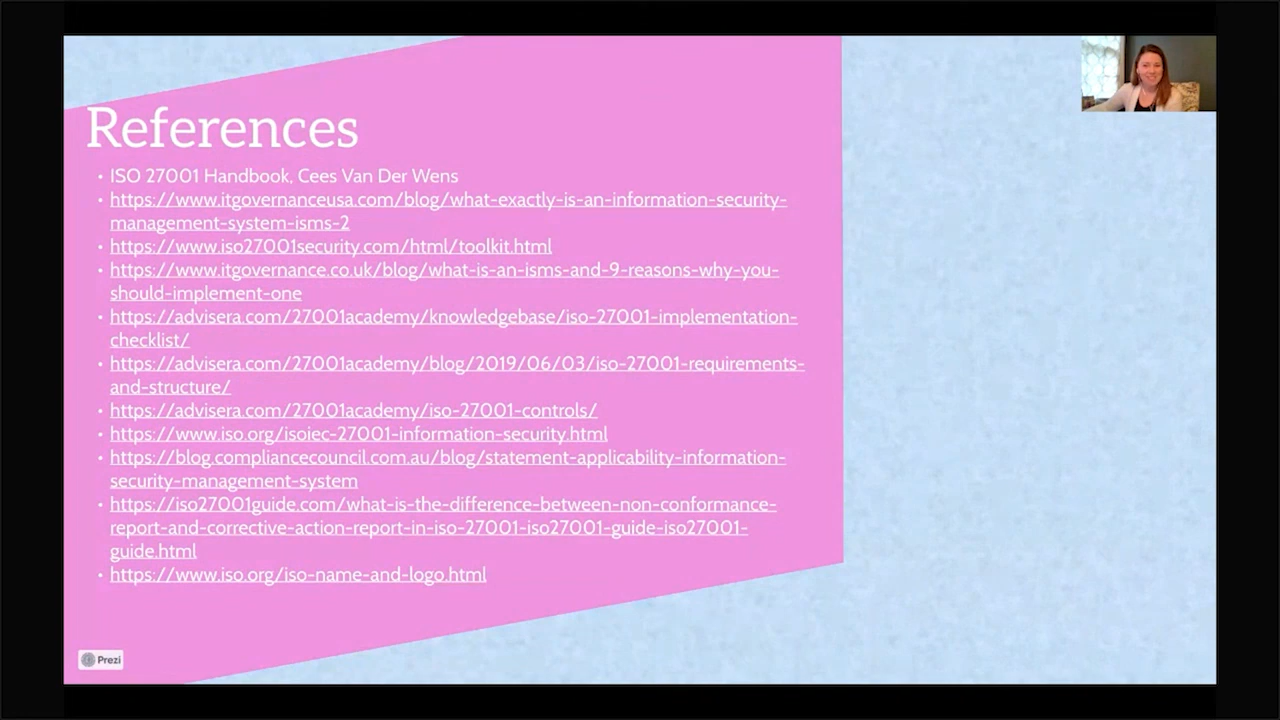 References
• ISO 27001 Handbook, Cees Van Der Wens
• https://www.itgovernanceusa.com/blog/what-exactly-is-an-information-security-
management-system-isms-2
• https://www.iso27001security.com/html/toolkit.html
• https://www.itgovernance.co.uk/blog/what-is-an-isms-and-9-reasons-why-you-
should-implement-one
• https://advisera.com/27001academy/knowledgebase/iso-27001-implementation-
checklist/
• https://advisera.com/27001academy/blog/2019/06/03/iso-27001-requirements-
and-structure/
• https://advisera.com/27001academy/iso-27001-controls/
• https://www.iso.org/isoiec-27001-information-security.html
• https://blog.compliancecouncil.com.au/blog/statement-applicability-information-
security-management-system
• https://iso27001guide.com/what-is-the-difference-between-non-conformance-
report-and-corrective-action-report-in-iso-27001-iso27001-guide-iso27001-
guide.html
• https://www.iso.org/iso-name-and-logo.html
Prezi